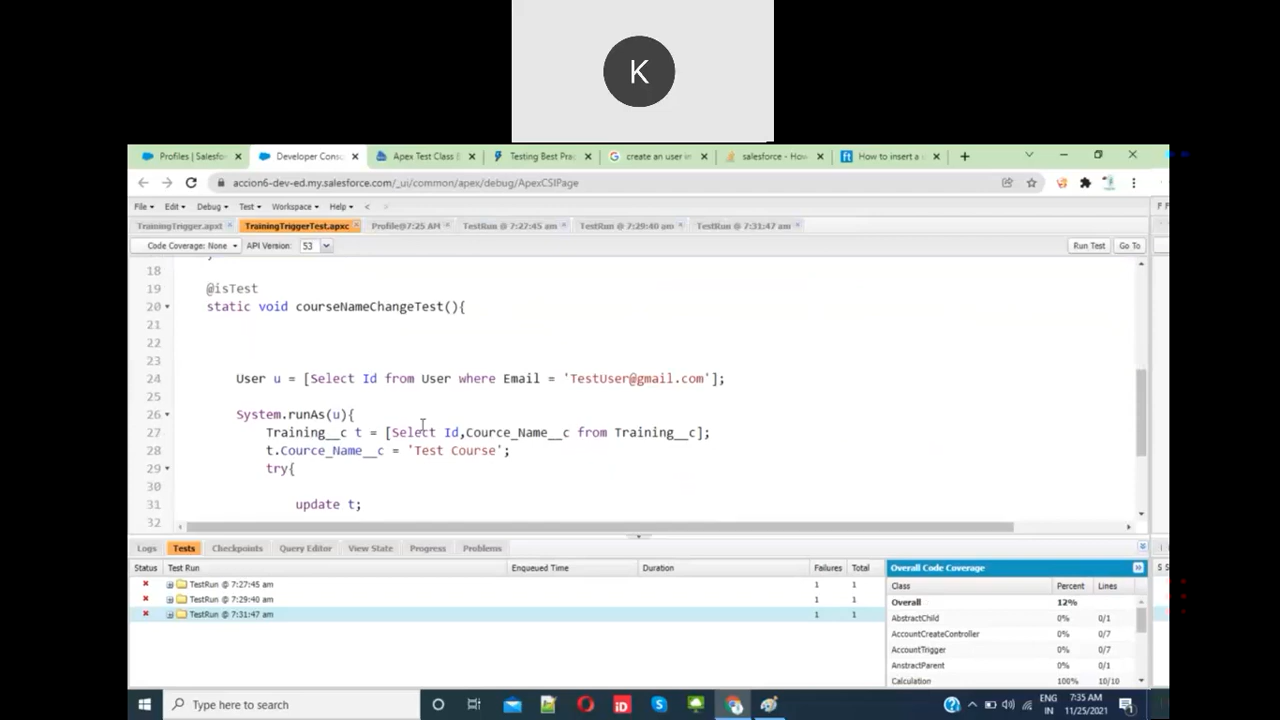 K
Profiles | Salesfo
Developer Conso
Apex Test Class |
Testing Best Prac
create an user in
salesforce - How
How to insert a
accion6-dev-ed.my.salesforce.com/_ui/common/apex/debug/ApexCSIPage
File Edit Debug Test Workspace Help < >
TrainingTrigger.apxt TrainingTriggerTest.apxc Profile@7:25 AM TestRun @ 7:27:45 am TestRun @ 7:29:40 am TestRun @ 7:31:47 am
Code Coverage: None API Version: 53 Run Test Go To
18
19 @isTest
20 static void courseNameChangeTest(){
21
22
23
24 User u = [Select Id from User where Email = 'TestUser@gmail.com'];
25
26 System.runAs(u){
27 Training__c t = [Select Id,Cource_Name__c from Training__c];
28 t.Cource_Name__c = 'Test Course';
29 try{
30
31 update t;
32
Logs Tests Checkpoints Query Editor View State Progress Problems
Status Test Run Enqueued Time Duration Failures Total
TestRun @ 7:27:45 am 1 1
TestRun @ 7:29:40 am 1 1
TestRun @ 7:31:47 am 1 1
Overall Code Coverage
Class Percent Lines
Overall 12%
AbstractChild 0% 0/1
AccountCreateController 0% 0/7
AccountTrigger 0% 0/7
AnstractParent 0% 0/1
Calculation 100% 10/10
Type here to search
ENG
IN
7:35 AM
11/25/2021